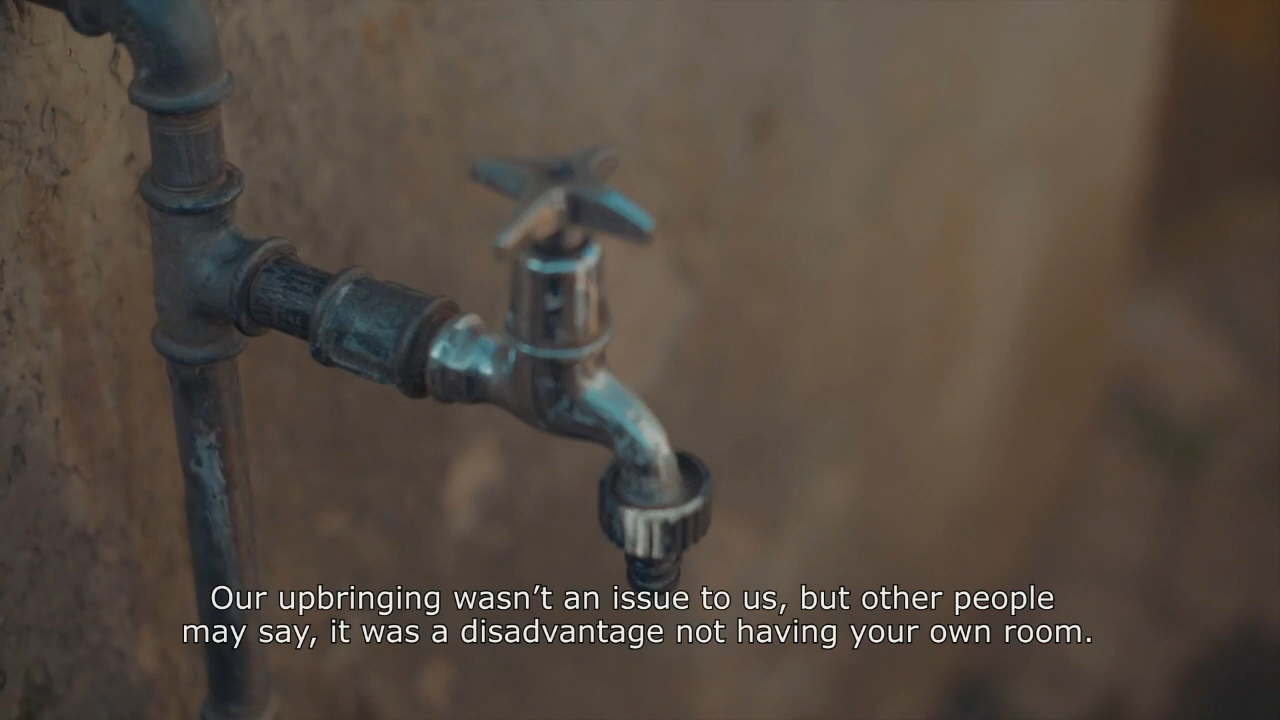 Our upbringing wasn’t an issue to us, but other people
may say, it was a disadvantage not having your own room.